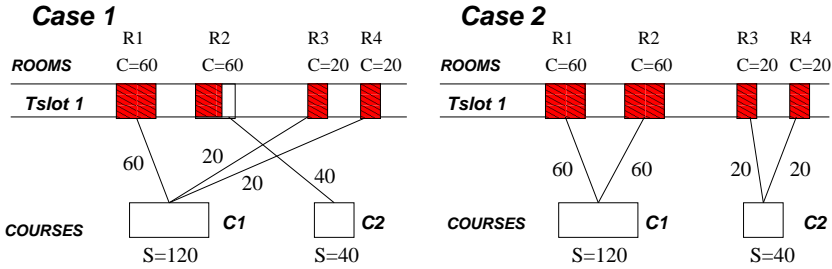 Case 1
R1 R2 R3 R4
ROOMS C=60 C=60 C=20 C=20
Tslot 1
60 20 20 40
COURSES C1 C2
S=120 S=40
Case 2
R1 R2 R3 R4
ROOMS C=60 C=60 C=20 C=20
Tslot 1
60 60 20 20
COURSES C1 C2
S=120 S=40